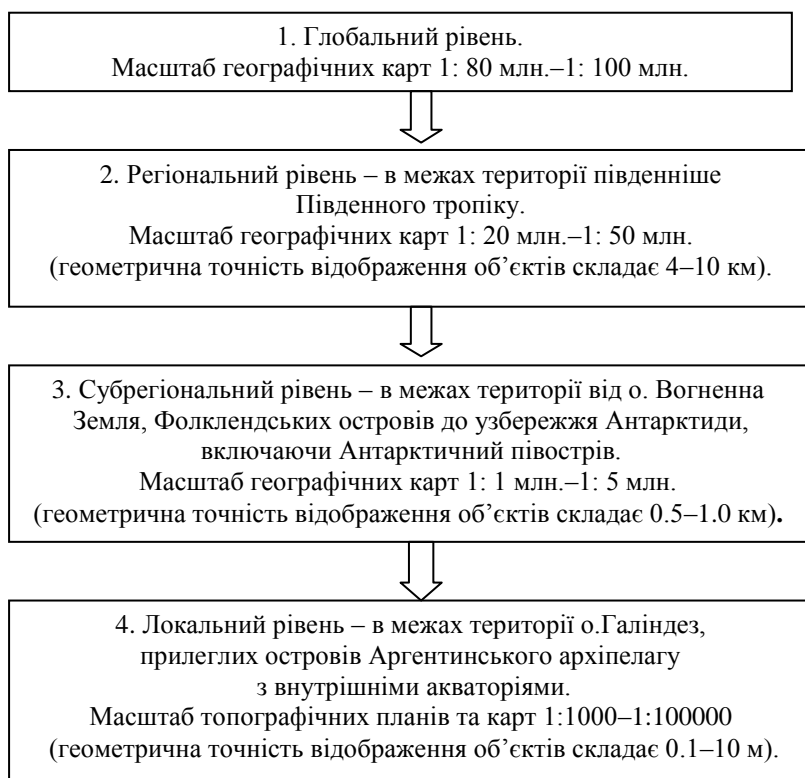 1. Глобальний рівень.
Масштаб географічних карт 1: 80 млн.–1: 100 млн.
2. Регіональний рівень – в межах території південніше
Південного тропіку.
Масштаб географічних карт 1: 20 млн.–1: 50 млн.
(геометрична точність відображення об’єктів складає 4–10 км).
3. Субрегіональний рівень – в межах території від о. Вогненна
Земля, Фолклендських островів до узбережжя Антарктиди,
включаючи Антарктичний півострів.
Масштаб географічних карт 1: 1 млн.–1: 5 млн.
(геометрична точність відображення об’єктів складає 0.5–1.0 км).
4. Локальний рівень – в межах території о.Галіндез,
прилеглих островів Аргентинського архіпелагу
з внутрішніми акваторіями.
Масштаб топографічних планів та карт 1:1000–1:100000
(геометрична точність відображення об’єктів складає 0.1–10 м).